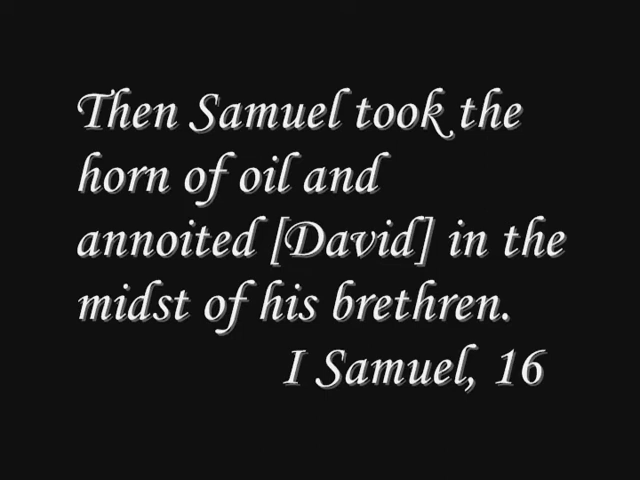 Then Samuel took the
horn of oil and
annoited [David] in the
midst of his brethren.
I Samuel, 16